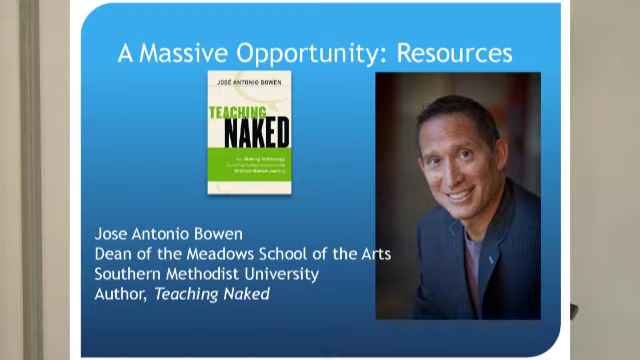 A Massive Opportunity: Resources
JOSÉ ANTONIO BOWEN
TEACHING
NAKED
Jose Antonio Bowen
Dean of the Meadows School of the Arts
Southern Methodist University
Author, Teaching Naked